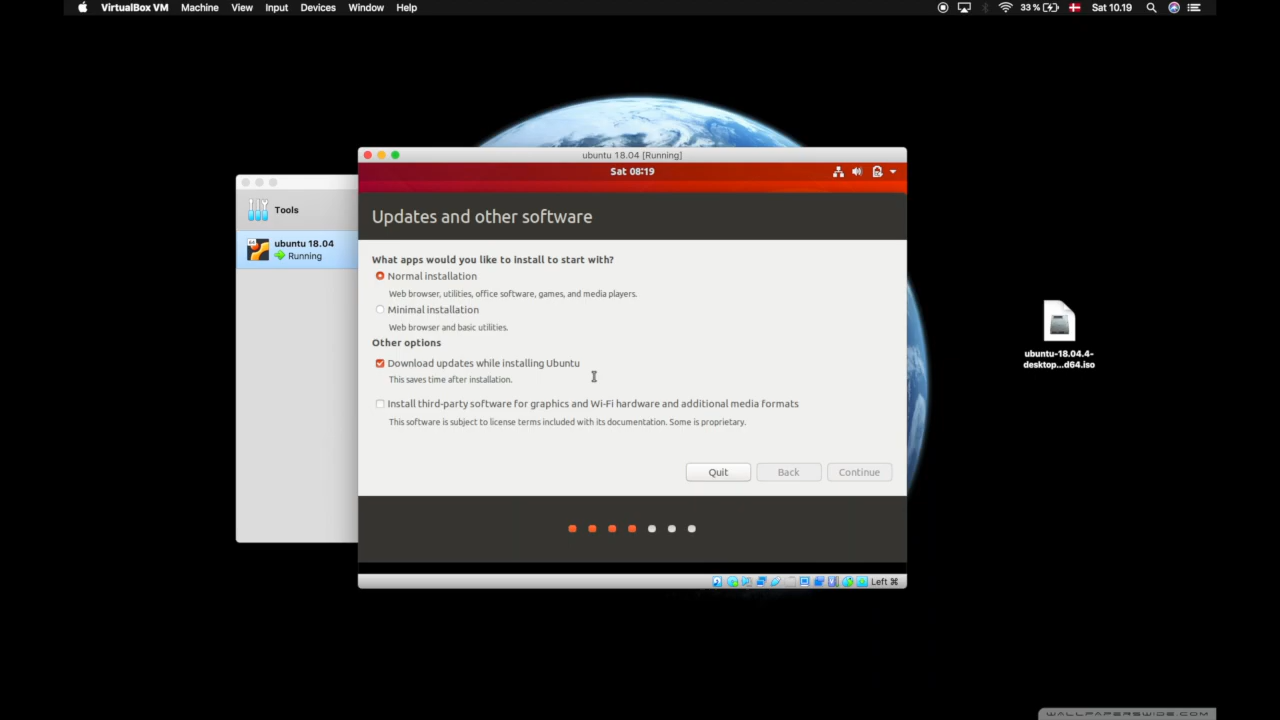 VirtualBox VM Machine View Input Devices Window Help 33 % Sat 10.19
ubuntu 18.04 [Running]
Sat 08:19
Tools
ubuntu 18.04
Running
Updates and other software
What apps would you like to install to start with?
Normal installation
Web browser, utilities, office software, games, and media players.
Minimal installation
Web browser and basic utilities.
Other options
Download updates while installing Ubuntu
This saves time after installation.
Install third-party software for graphics and Wi-Fi hardware and additional media formats
This software is subject to license terms included with its documentation. Some is proprietary.
Quit Back Continue
Left ⌘
ubuntu-18.04.4-
desktop...d64.iso
WALLPAPERSWIDE.COM